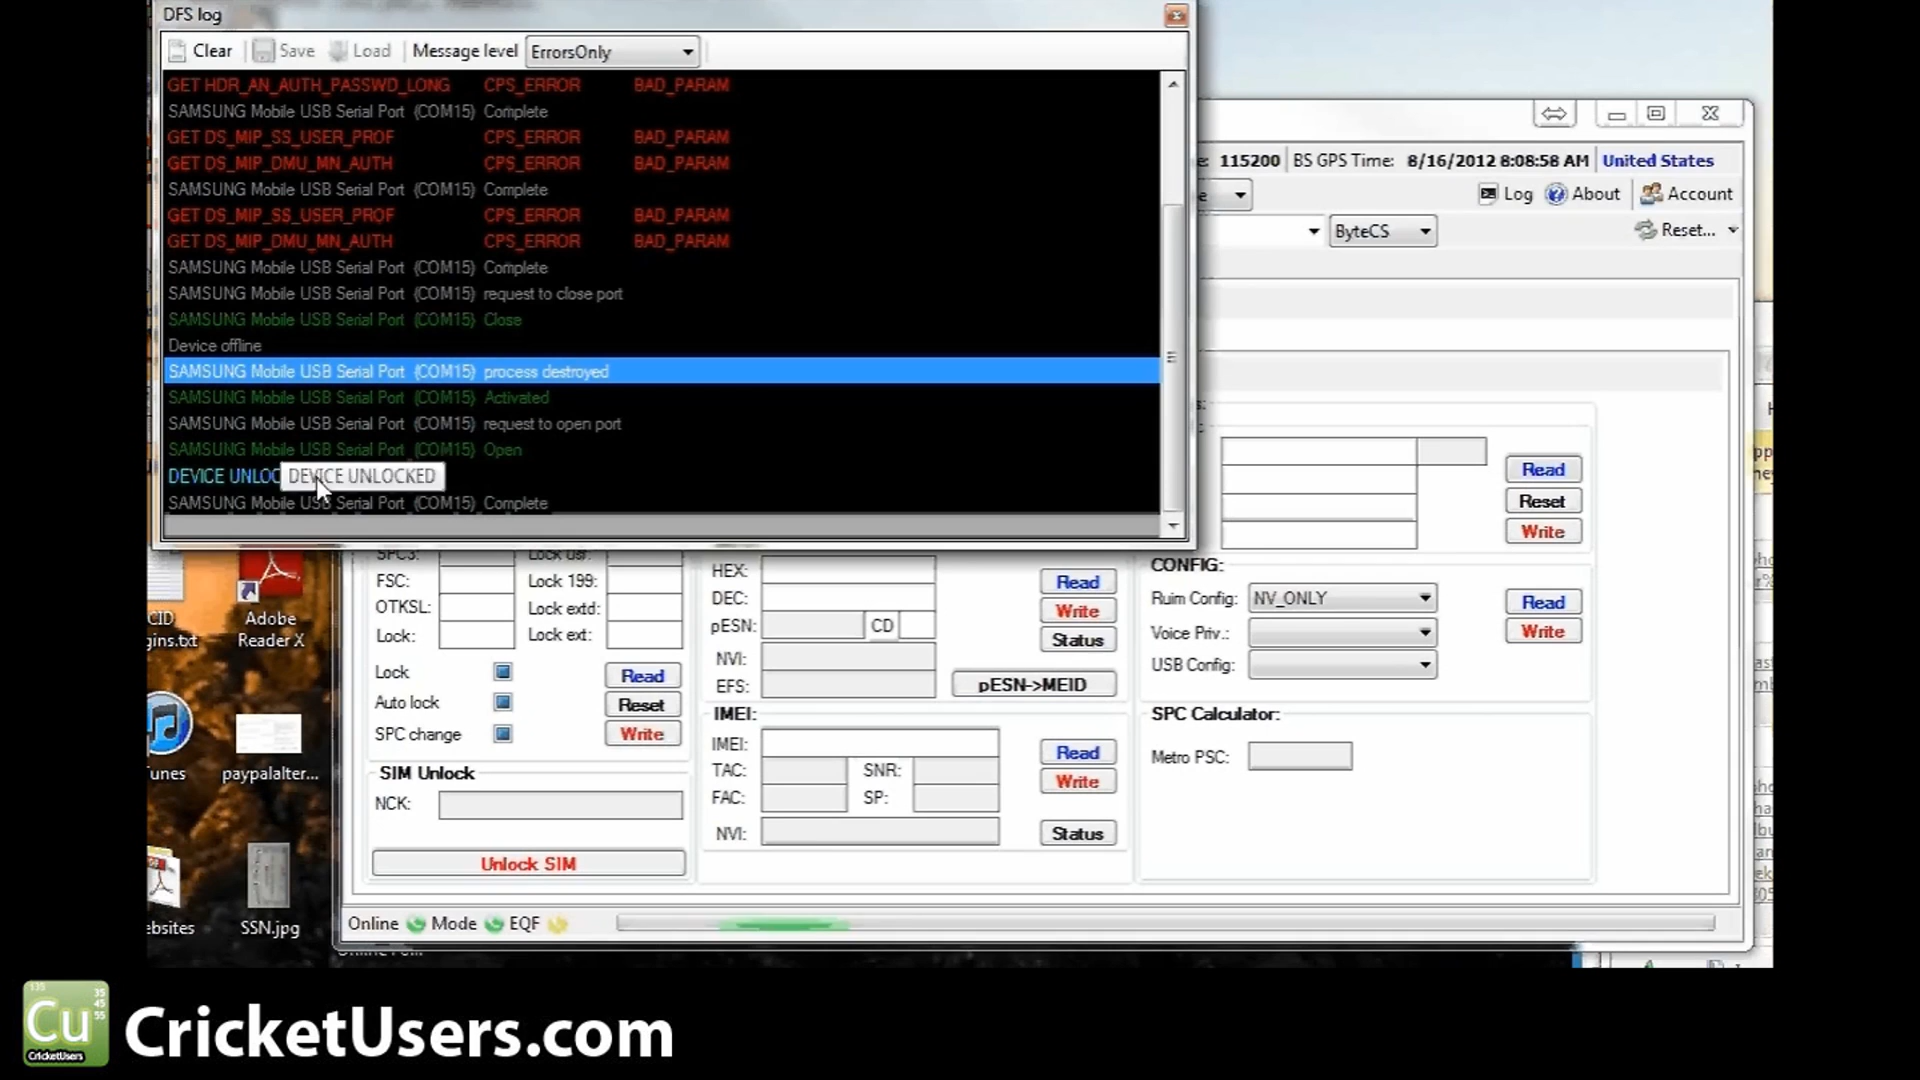 DFS log
Clear Save Load Message level ErrorsOnly
GET HDR_AN_AUTH_PASSWD_LONG CPS_ERROR BAD_PARAM
SAMSUNG Mobile USB Serial Port (COM15) Complete
GET DS_MIP_SS_USER_PROF CPS_ERROR BAD_PARAM
GET DS_MIP_DMU_MN_AUTH CPS_ERROR BAD_PARAM
SAMSUNG Mobile USB Serial Port (COM15) Complete
GET DS_MIP_SS_USER_PROF CPS_ERROR BAD_PARAM
GET DS_MIP_DMU_MN_AUTH CPS_ERROR BAD_PARAM
SAMSUNG Mobile USB Serial Port (COM15) Complete
SAMSUNG Mobile USB Serial Port (COM15) request to close port
SAMSUNG Mobile USB Serial Port (COM15) Close
Device offline
SAMSUNG Mobile USB Serial Port (COM15) process destroyed
SAMSUNG Mobile USB Serial Port (COM15) Activated
SAMSUNG Mobile USB Serial Port (COM15) request to open port
SAMSUNG Mobile USB Serial Port (COM15) Open
DEVICE UNLOC DEVICE UNLOCKED
SAMSUNG Mobile USB Serial Port (COM15) Complete
115200 BS GPS Time: 8/16/2012 8:08:58 AM United States
Log About Account
ByteCS Reset...
Read
Reset
Write
SPC3: Lock usr:
FSC: Lock 199:
OTKSL: Lock extd:
Lock: Lock ext:
Lock Read
Auto lock Reset
SPC change Write
SIM Unlock
NCK:
Unlock SIM
HEX: Read
DEC: Write
pESN: CD Status
NVI:
EFS: pESN->MEID
IMEI:
IMEI: Read
TAC: SNR: Write
FAC: SP:
NVI: Status
CONFIG:
Ruim Config: NV_ONLY Read
Voice Priv.: Write
USB Config:
SPC Calculator:
Metro PSC:
Online Mode EQF
Adobe
Reader X
paypalalter...
SSN.jpg
Cu
135
35
45
55
CricketUsers
CricketUsers.com